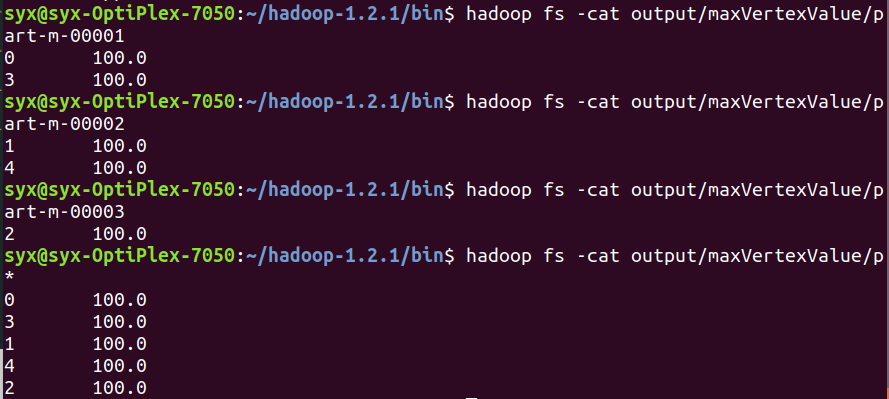 syx@syx-OptiPlex-7050:~/hadoop-1.2.1/bin$ hadoop fs -cat output/maxVertexValue/p
art-m-00001
0	100.0
3	100.0
syx@syx-OptiPlex-7050:~/hadoop-1.2.1/bin$ hadoop fs -cat output/maxVertexValue/p
art-m-00002
1	100.0
4	100.0
syx@syx-OptiPlex-7050:~/hadoop-1.2.1/bin$ hadoop fs -cat output/maxVertexValue/p
art-m-00003
2	100.0
syx@syx-OptiPlex-7050:~/hadoop-1.2.1/bin$ hadoop fs -cat output/maxVertexValue/p
*
0	100.0
3	100.0
1	100.0
4	100.0
2	100.0